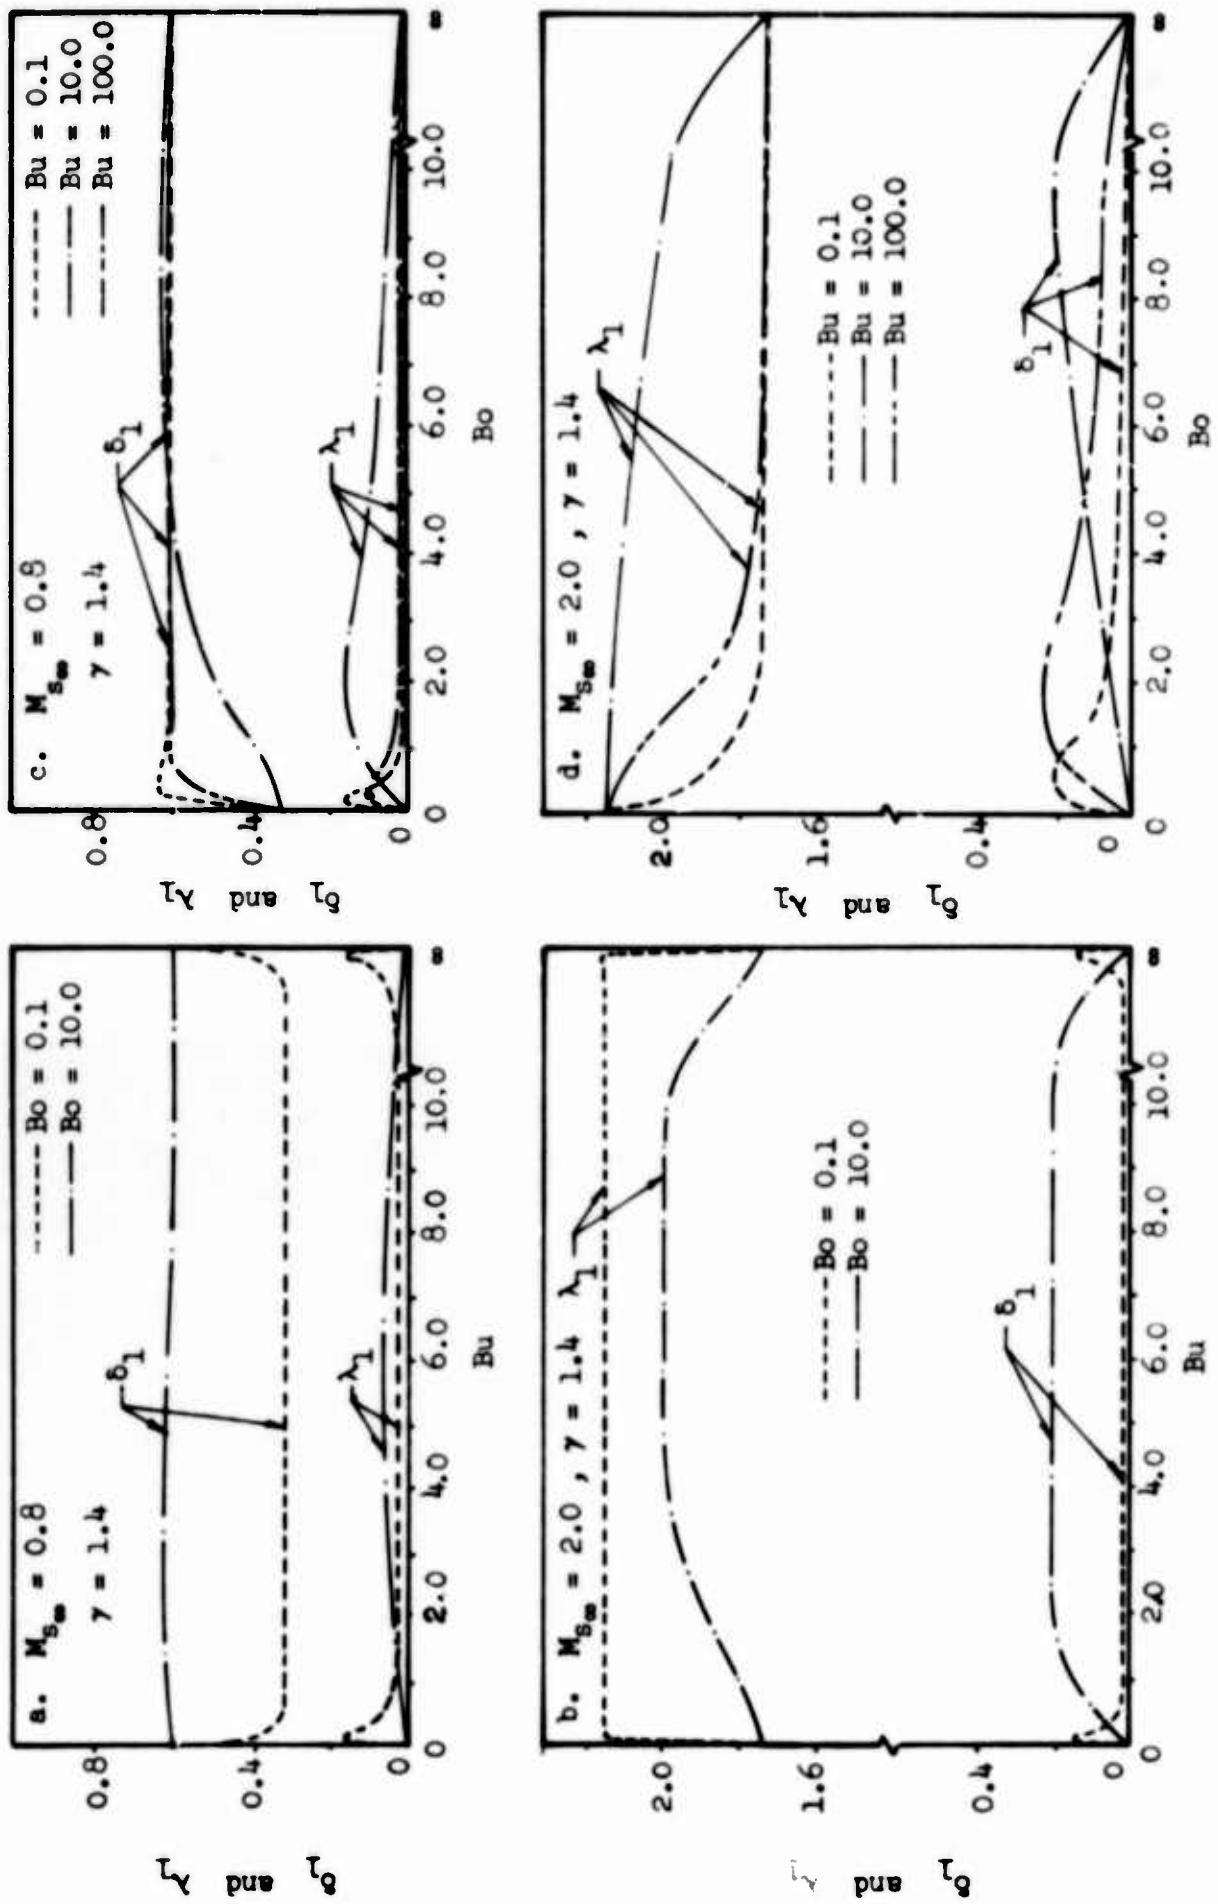 a. M_s∞ = 0.8
γ = 1.4
----- Bo = 0.1
—·— Bo = 10.0
δ₁
λ₁
0.8
0.4
0
0 2.0 4.0 6.0 8.0 10.0 ∞
Bu
δ₁ and λ₁
c. M_s∞ = 0.8
γ = 1.4
----- Bu = 0.1
—·— Bu = 10.0
—--— Bu = 100.0
δ₁
λ₁
0.8
0.4
0
0 2.0 4.0 6.0 8.0 10.0 ∞
Bo
δ₁ and λ₁
b. M_s∞ = 2.0 , γ = 1.4
λ₁
----- Bo = 0.1
—·— Bo = 10.0
δ₁
2.0
1.6
0.4
0
0 2.0 4.0 6.0 8.0 10.0 ∞
Bu
δ₁ and λ₁
d. M_s∞ = 2.0 , γ = 1.4
λ₁
----- Bu = 0.1
—·— Bu = 10.0
—--— Bu = 100.0
δ₁
2.0
1.6
0.4
0
0 2.0 4.0 6.0 8.0 10.0 ∞
Bo
δ₁ and λ₁